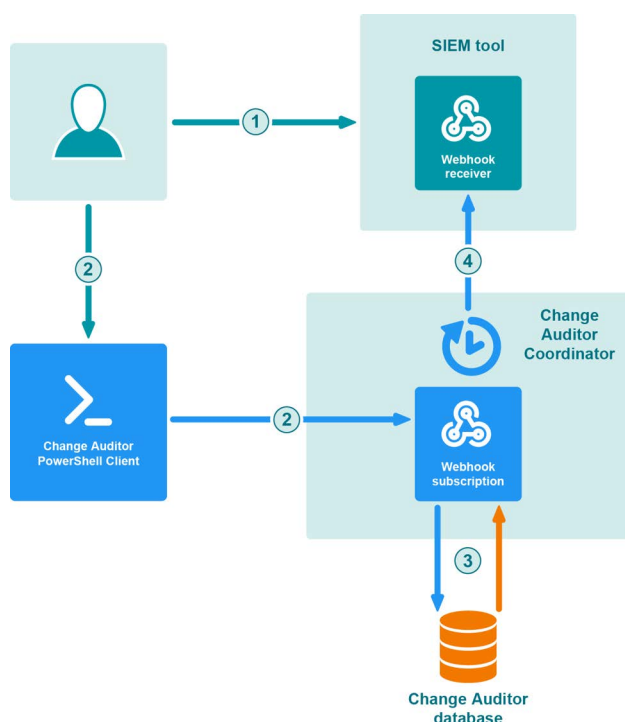 SIEM tool
1
Webhook
receiver
2
4
Change
Auditor
Coordinator
Change Auditor
PowerShell Client
2
Webhook
subscription
3
Change Auditor
database